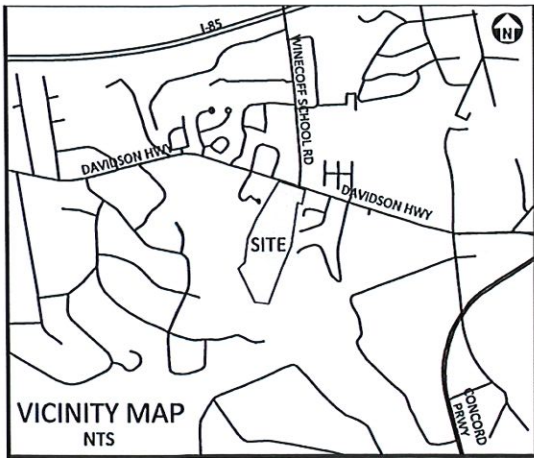 I-85
N
WINECOFF SCHOOL RD
DAVIDSON HWY
DAVIDSON HWY
SITE
VICINITY MAP
NTS
CONCORD
PRWY